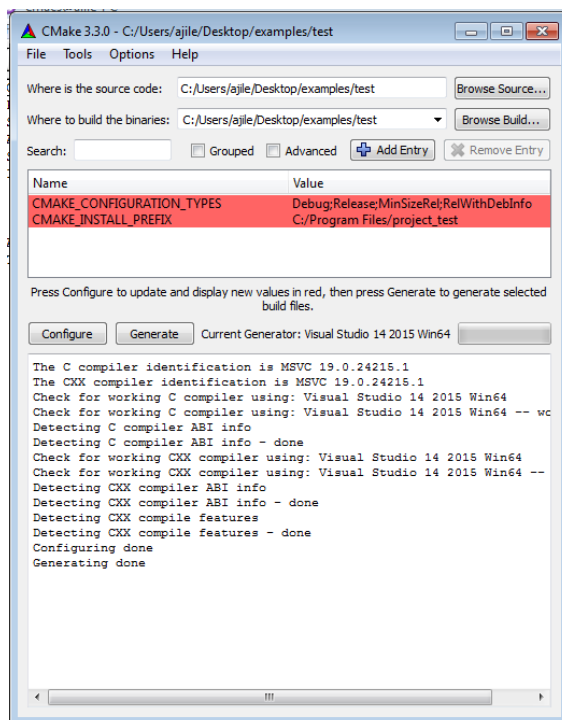 CMake 3.3.0 - C:/Users/ajile/Desktop/examples/test
File Tools Options Help
Where is the source code: C:/Users/ajile/Desktop/examples/test Browse Source...
Where to build the binaries: C:/Users/ajile/Desktop/examples/test Browse Build...
Search: Grouped Advanced Add Entry Remove Entry
Name Value
CMAKE_CONFIGURATION_TYPES Debug;Release;MinSizeRel;RelWithDebInfo
CMAKE_INSTALL_PREFIX C:/Program Files/project_test
Press Configure to update and display new values in red, then press Generate to generate selected
build files.
Configure Generate Current Generator: Visual Studio 14 2015 Win64
The C compiler identification is MSVC 19.0.24215.1
The CXX compiler identification is MSVC 19.0.24215.1
Check for working C compiler using: Visual Studio 14 2015 Win64
Check for working C compiler using: Visual Studio 14 2015 Win64 -- wo
Detecting C compiler ABI info
Detecting C compiler ABI info - done
Check for working CXX compiler using: Visual Studio 14 2015 Win64
Check for working CXX compiler using: Visual Studio 14 2015 Win64 --
Detecting CXX compiler ABI info
Detecting CXX compiler ABI info - done
Detecting CXX compile features
Detecting CXX compile features - done
Configuring done
Generating done